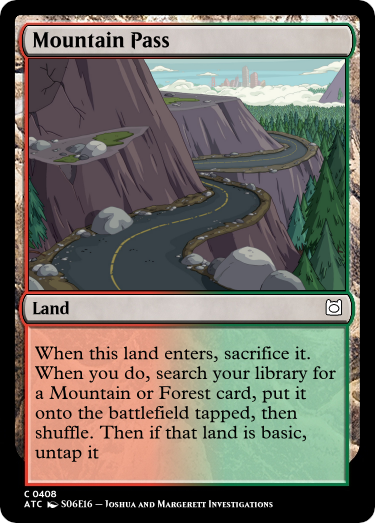 Mountain Pass
Land
When this land enters, sacrifice it.
When you do, search your library for
a Mountain or Forest card, put it
onto the battlefield tapped, then
shuffle. Then if that land is basic,
untap it
C 0408
ATC S06E16 – Joshua and Margerett Investigations